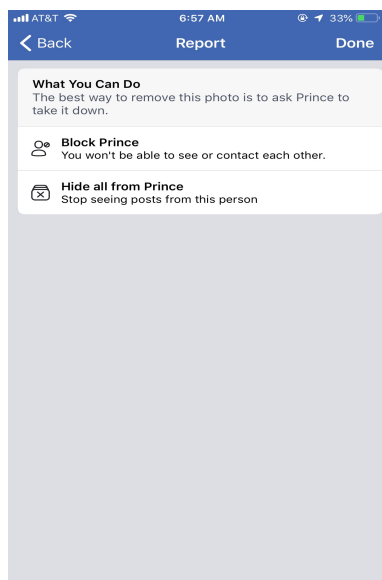 AT&T 6:57 AM 33%
Back Report Done
What You Can Do
The best way to remove this photo is to ask Prince to
take it down.
Block Prince
You won't be able to see or contact each other.
Hide all from Prince
Stop seeing posts from this person